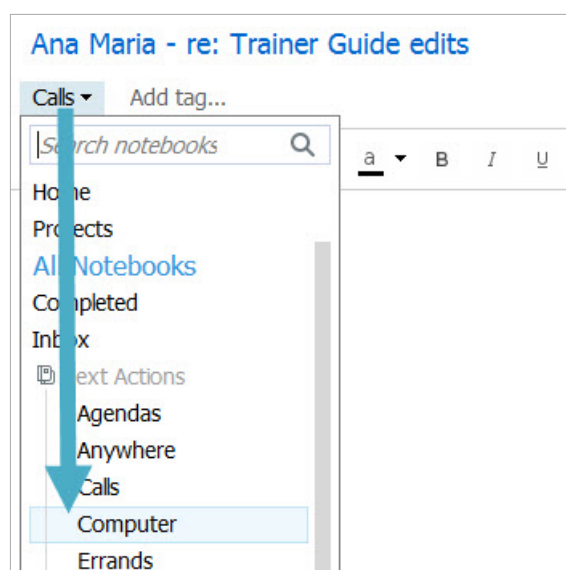 Ana Maria - re: Trainer Guide edits
Calls Add tag...
Search notebooks
a B I U
Home
Projects
All Notebooks
Completed
Inbox
Next Actions
Agendas
Anywhere
Calls
Computer
Errands